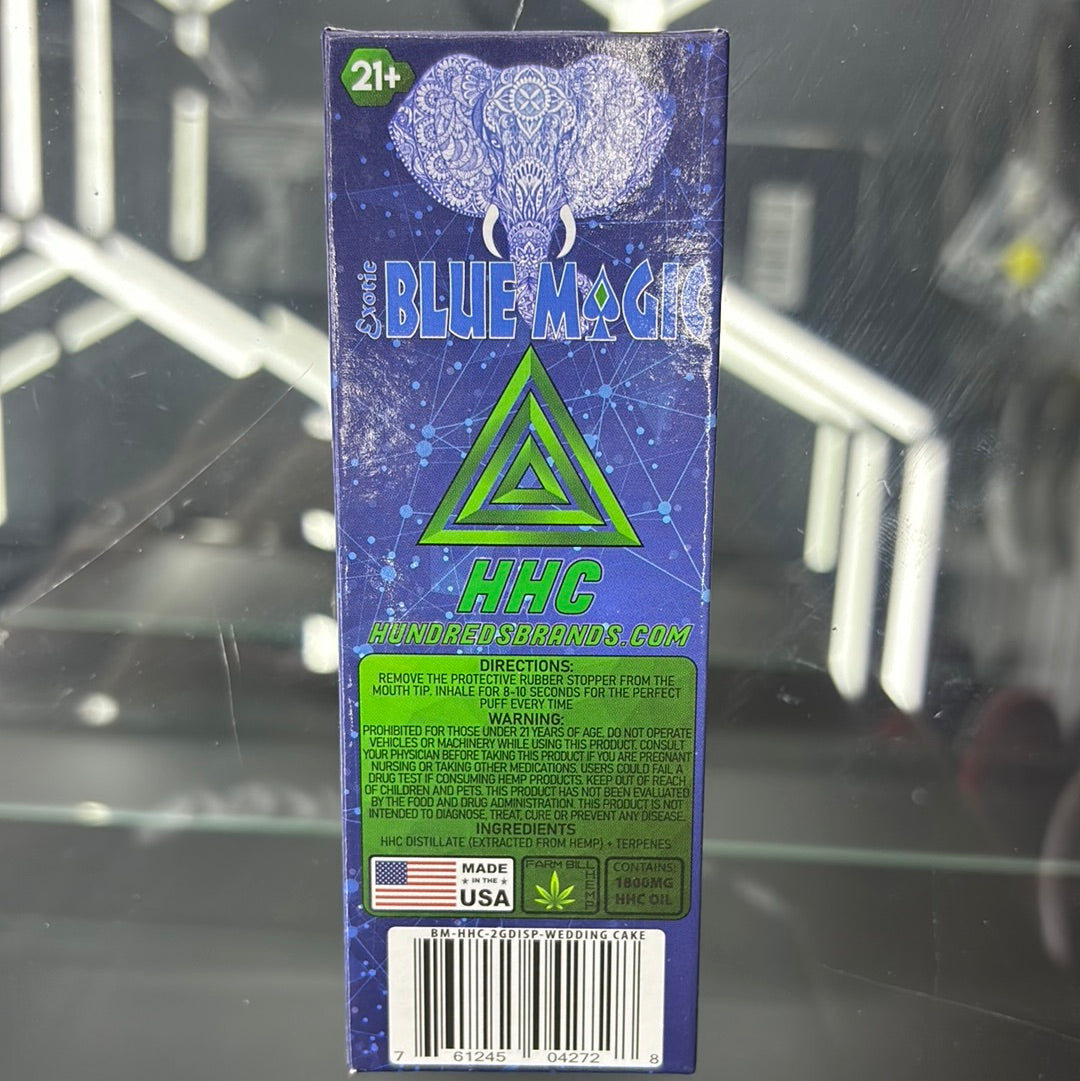 21+
Exotic
BLUE MAGIC
HHC
HUNDREDSBRANDS.COM
DIRECTIONS:
REMOVE THE PROTECTIVE RUBBER STOPPER FROM THE
MOUTH TIP. INHALE FOR 8-10 SECONDS FOR THE PERFECT
PUFF EVERY TIME
WARNING:
PROHIBITED FOR THOSE UNDER 21 YEARS OF AGE. DO NOT OPERATE
VEHICLES OR MACHINERY WHILE USING THIS PRODUCT. CONSULT
YOUR PHYSICIAN BEFORE TAKING THIS PRODUCT IF YOU ARE PREGNANT
NURSING OR TAKING OTHER MEDICATIONS. USERS COULD FAIL A
DRUG TEST IF CONSUMING HEMP PRODUCTS. KEEP OUT OF REACH
OF CHILDREN AND PETS. THIS PRODUCT HAS NOT BEEN EVALUATED
BY THE FOOD AND DRUG ADMINISTRATION. THIS PRODUCT IS NOT
INTENDED TO DIAGNOSE, TREAT, CURE OR PREVENT ANY DISEASE.
INGREDIENTS
HHC DISTILLATE (EXTRACTED FROM HEMP) + TERPENES
MADE
IN THE
USA
FARM BILL
HEMP
CONTAINS:
1800MG
HHC OIL
BM-HHC-2GDISP-WEDDING CAKE
7 61245 04272 8